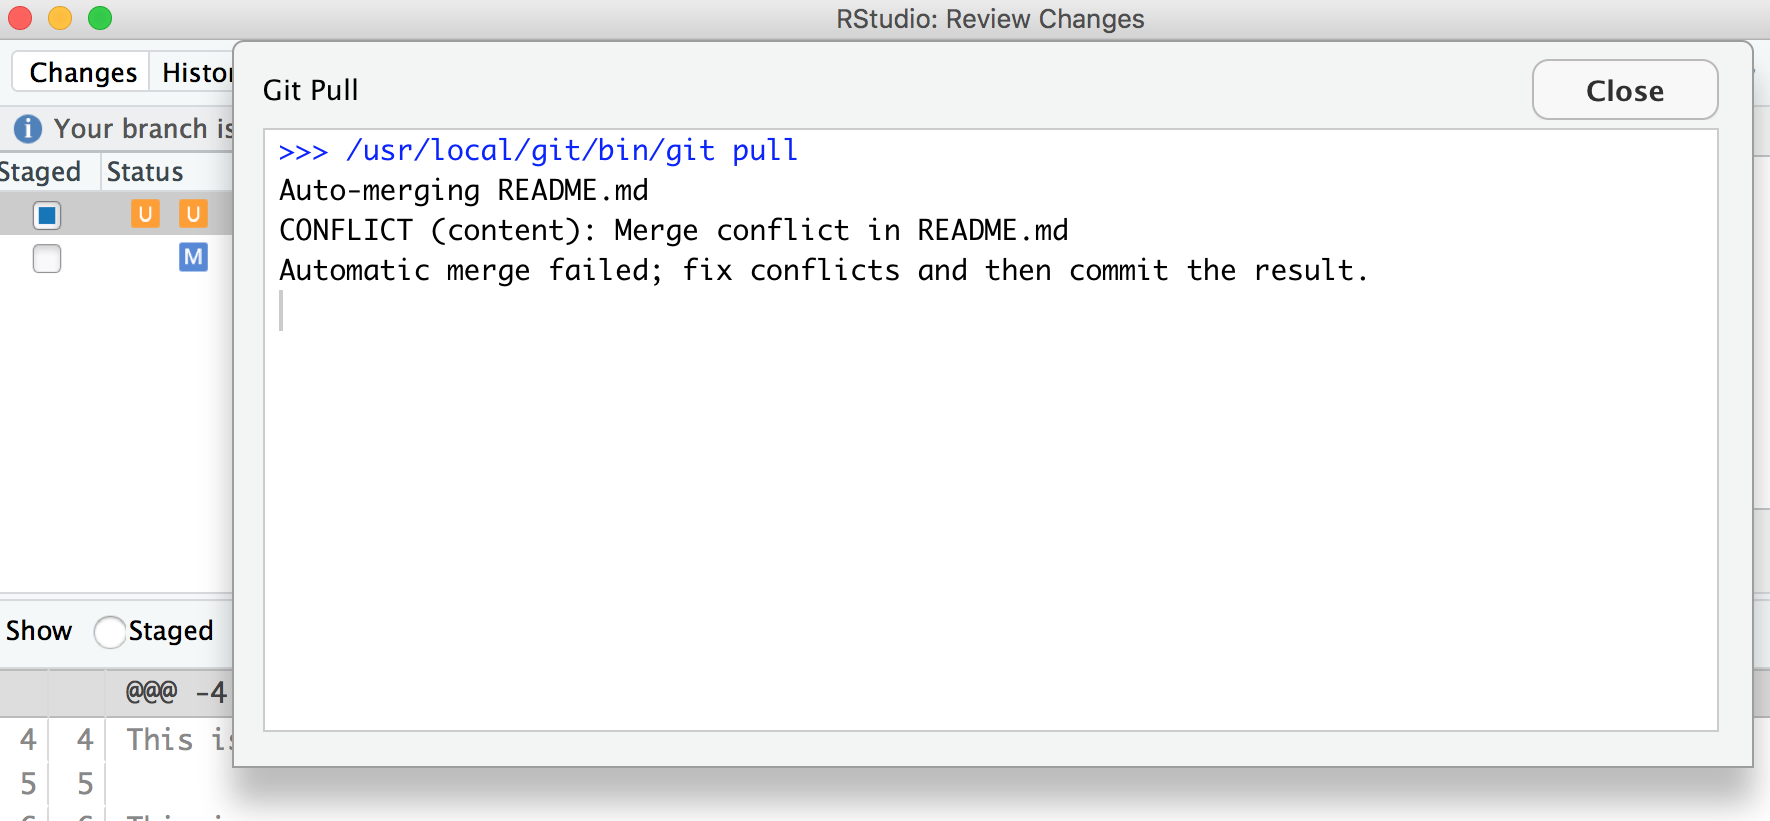 RStudio: Review Changes
Changes
Git Pull
Close
Your branch
>>> /usr/local/git/bin/git pull
Staged Status
Auto-merging README.md
U U
CONFLICT (content): Merge conflict in README.md
M
Automatic merge failed; fix conflicts and then commit the result.
Show Staged
@@@ -4
4 4 This is
5 5